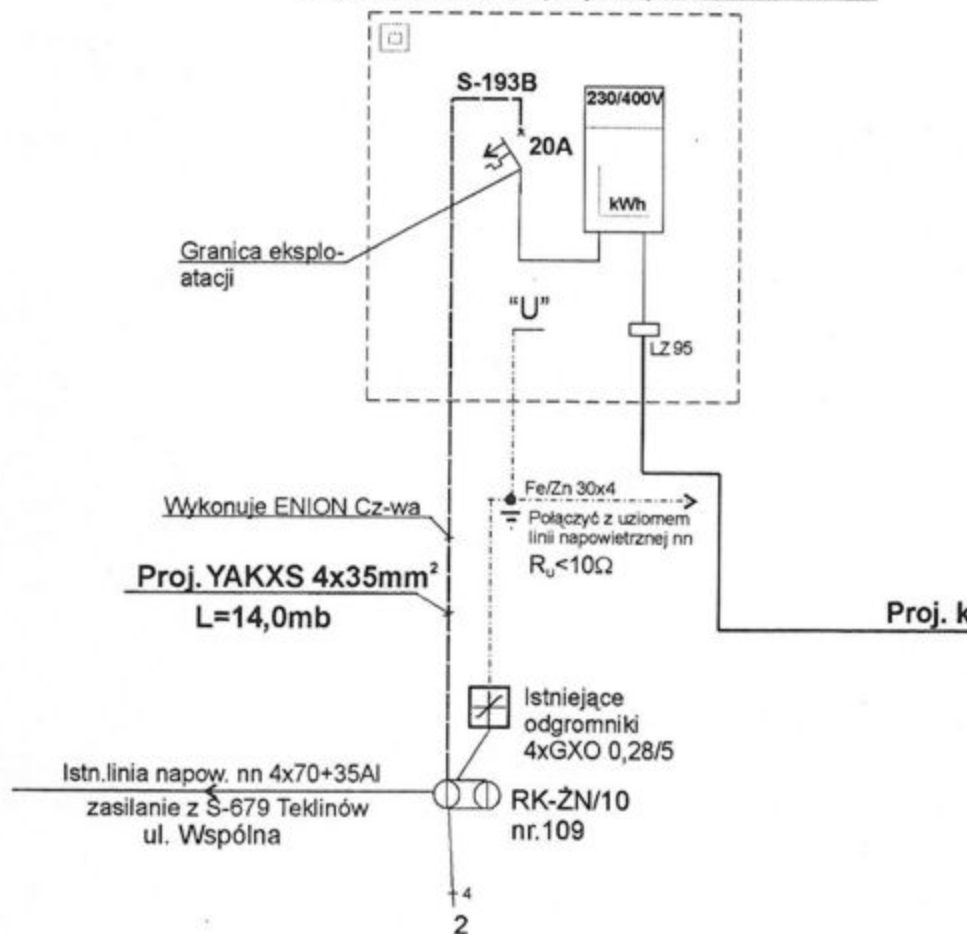 S-193B
230/400V
20A
kWh
Granica eksplo-
atacji
"U"
LZ 95
Fe/Zn 30x4
Wykonuje ENION Cz-wa
Połączyć z uziomem
linii napowietrznej nn
Ru<10Ω
Proj. YAKXS 4x35mm²
L=14,0mb
Proj. k
Istniejące
odgromniki
4xGXO 0,28/5
Istn.linia napow. nn 4x70+35Al
zasilanie z S-679 Teklinów
ul. Wspólna
RK-ŻN/10
nr.109
4
2